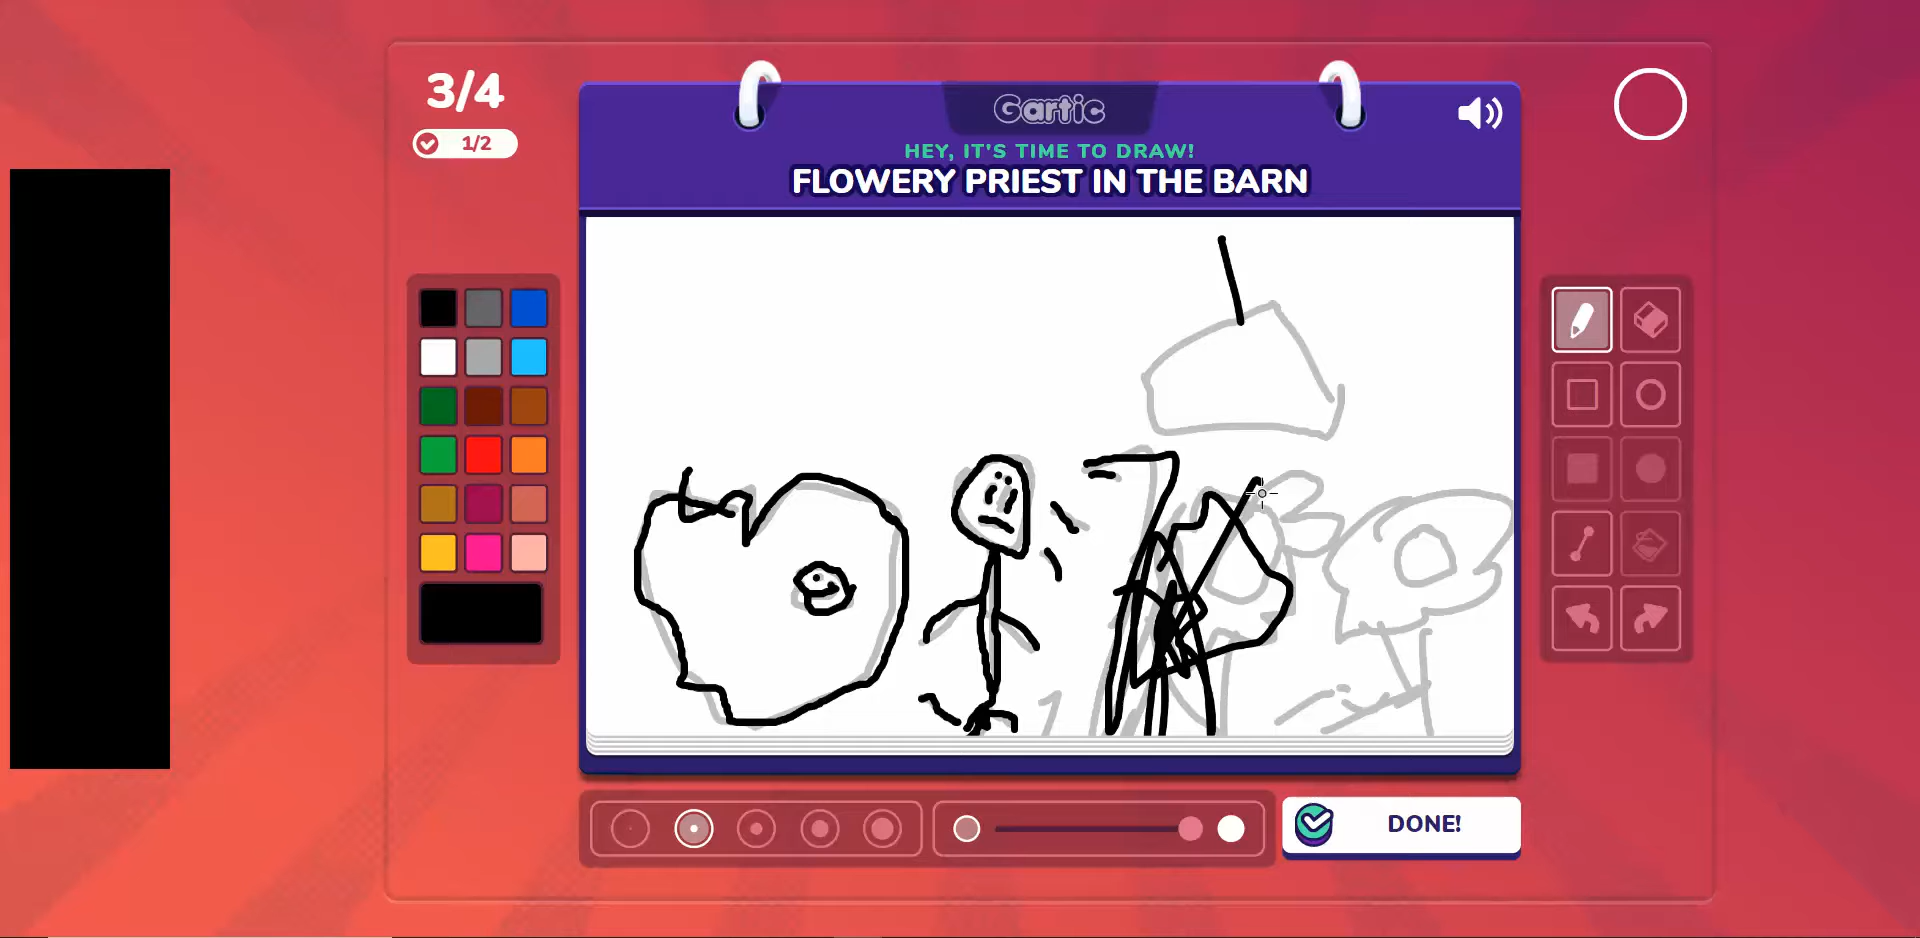 3/4
1/2
Gartic
HEY, IT'S TIME TO DRAW!
FLOWERY PRIEST IN THE BARN
DONE!